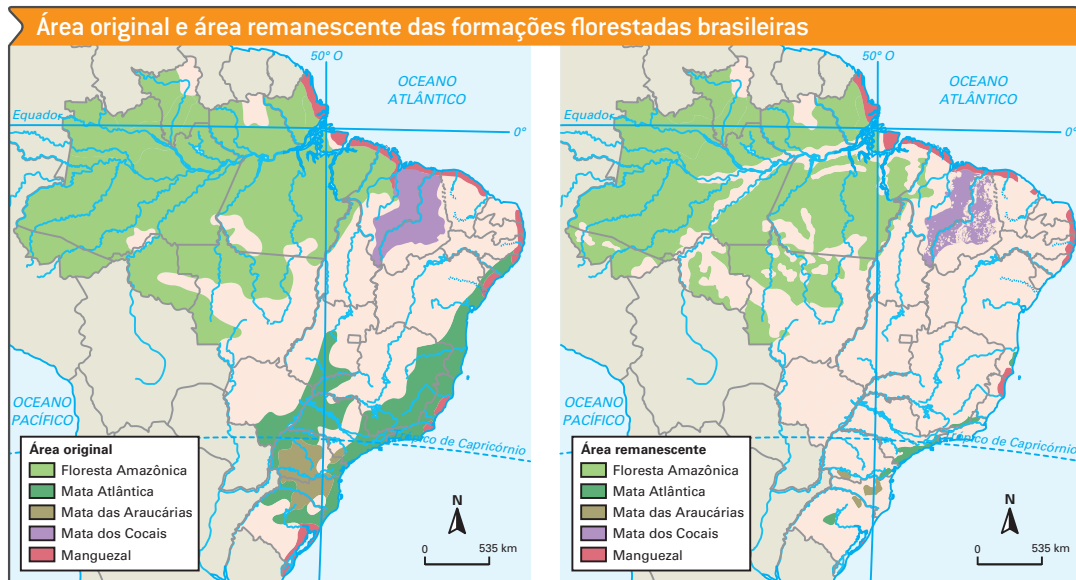 Área original e área remanescente das formações florestadas brasileiras
50° O
OCEANO
ATLÂNTICO
Equador
0°
OCEANO
PACÍFICO
Trópico de Capricórnio
Área original
Floresta Amazônica
Mata Atlântica
Mata das Araucárias
Mata dos Cocais
Manguezal
N
0 535 km
50° O
OCEANO
ATLÂNTICO
Equador
0°
OCEANO
PACÍFICO
Trópico de Capricórnio
Área remanescente
Floresta Amazônica
Mata Atlântica
Mata das Araucárias
Mata dos Cocais
Manguezal
N
0 535 km